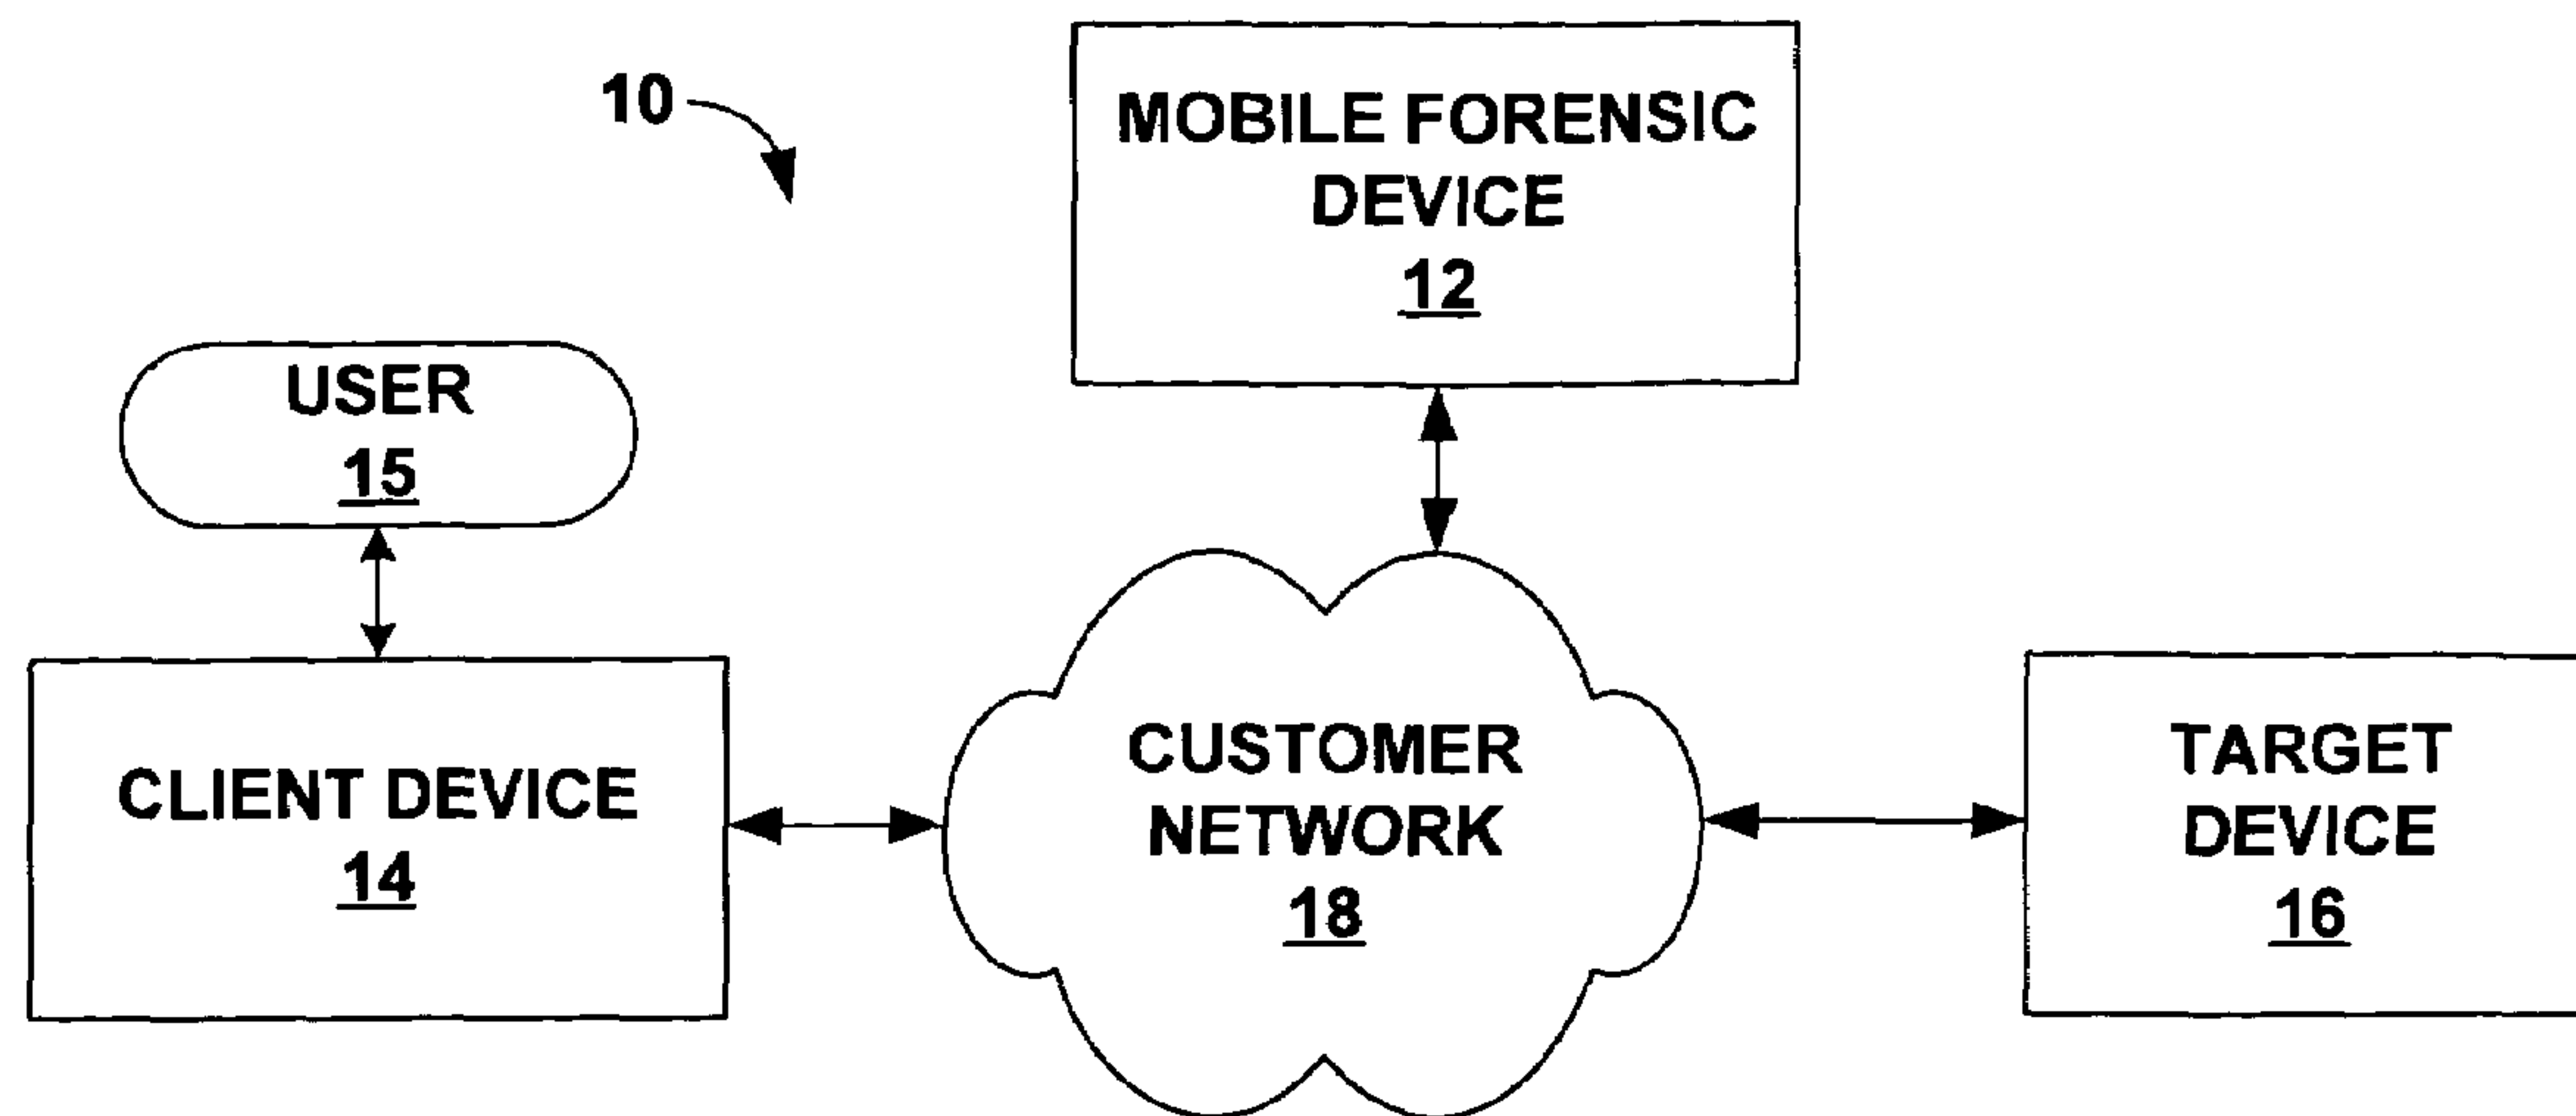 10
MOBILE FORENSIC
DEVICE
12
USER
15
CLIENT DEVICE
14
CUSTOMER
NETWORK
18
TARGET
DEVICE
16